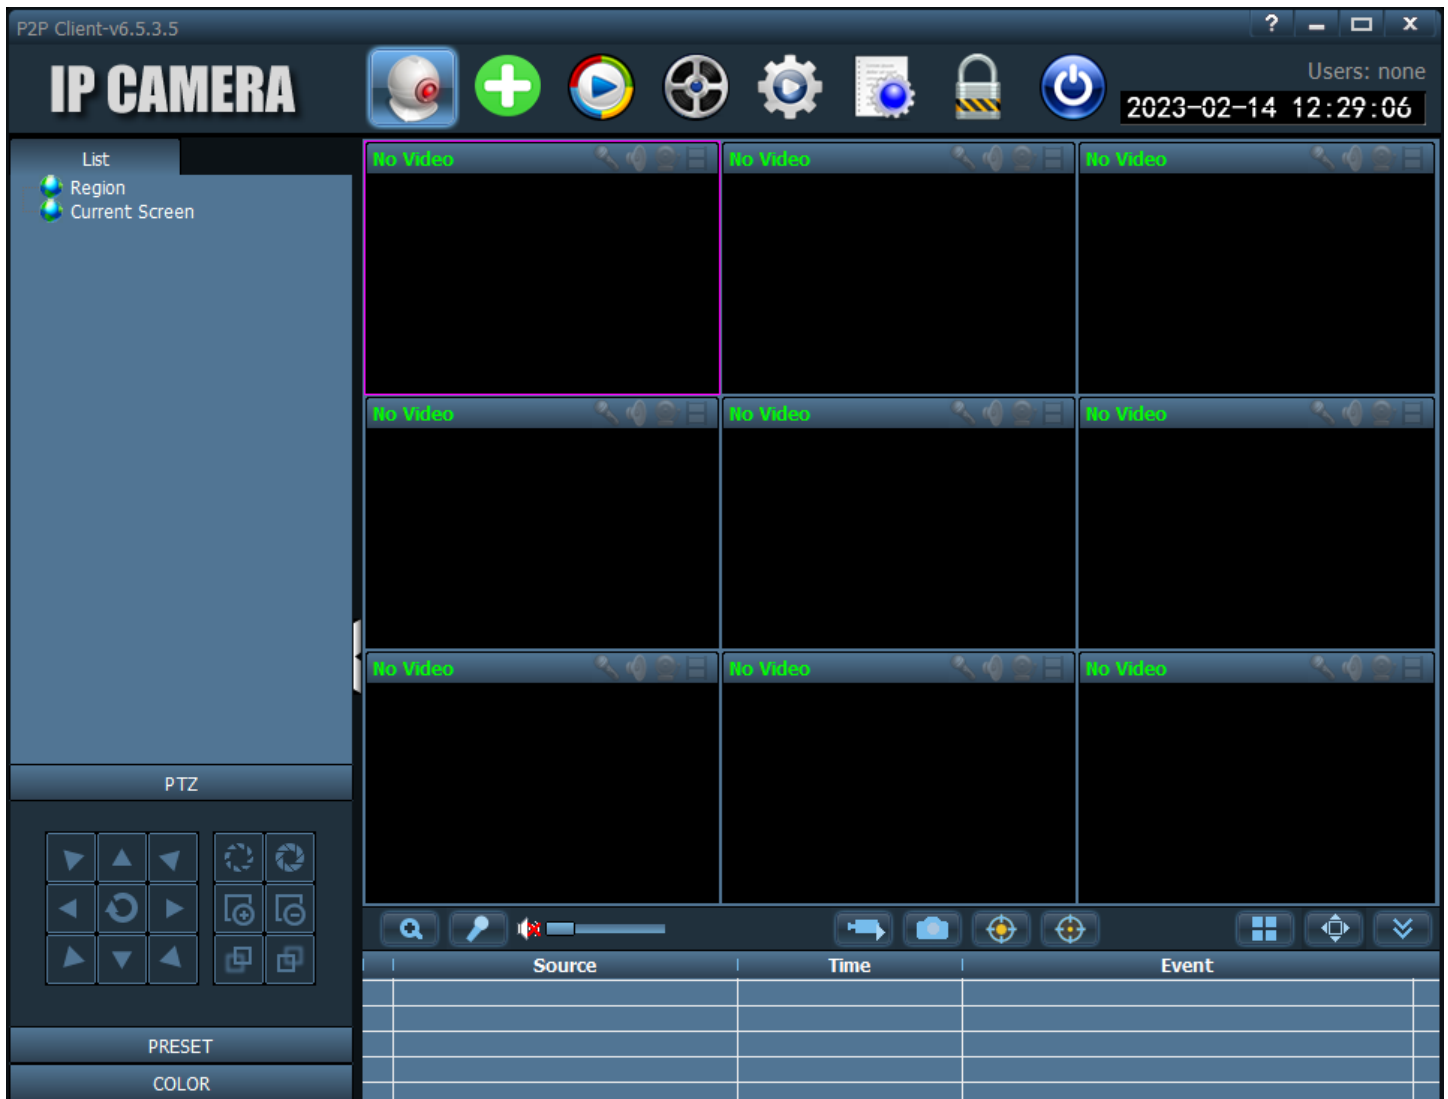 P2P Client-v6.5.3.5
IP CAMERA
Users: none
2023-02-14 12:29:06
List
Region
Current Screen
No Video
No Video
No Video
No Video
No Video
No Video
No Video
No Video
No Video
PTZ
PRESET
COLOR
Source
Time
Event